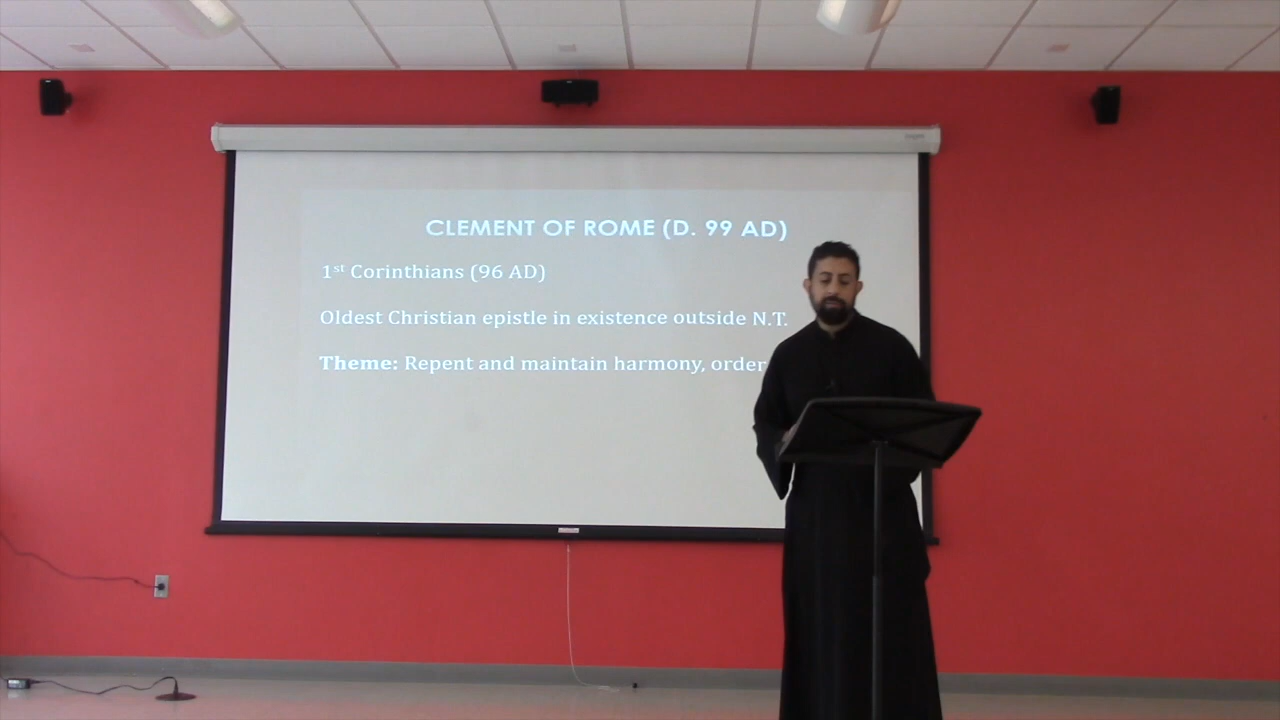 CLEMENT OF ROME (D. 99 AD)
1st Corinthians (96 AD)
Oldest Christian epistle in existence outside N.T.
Theme: Repent and maintain harmony, order